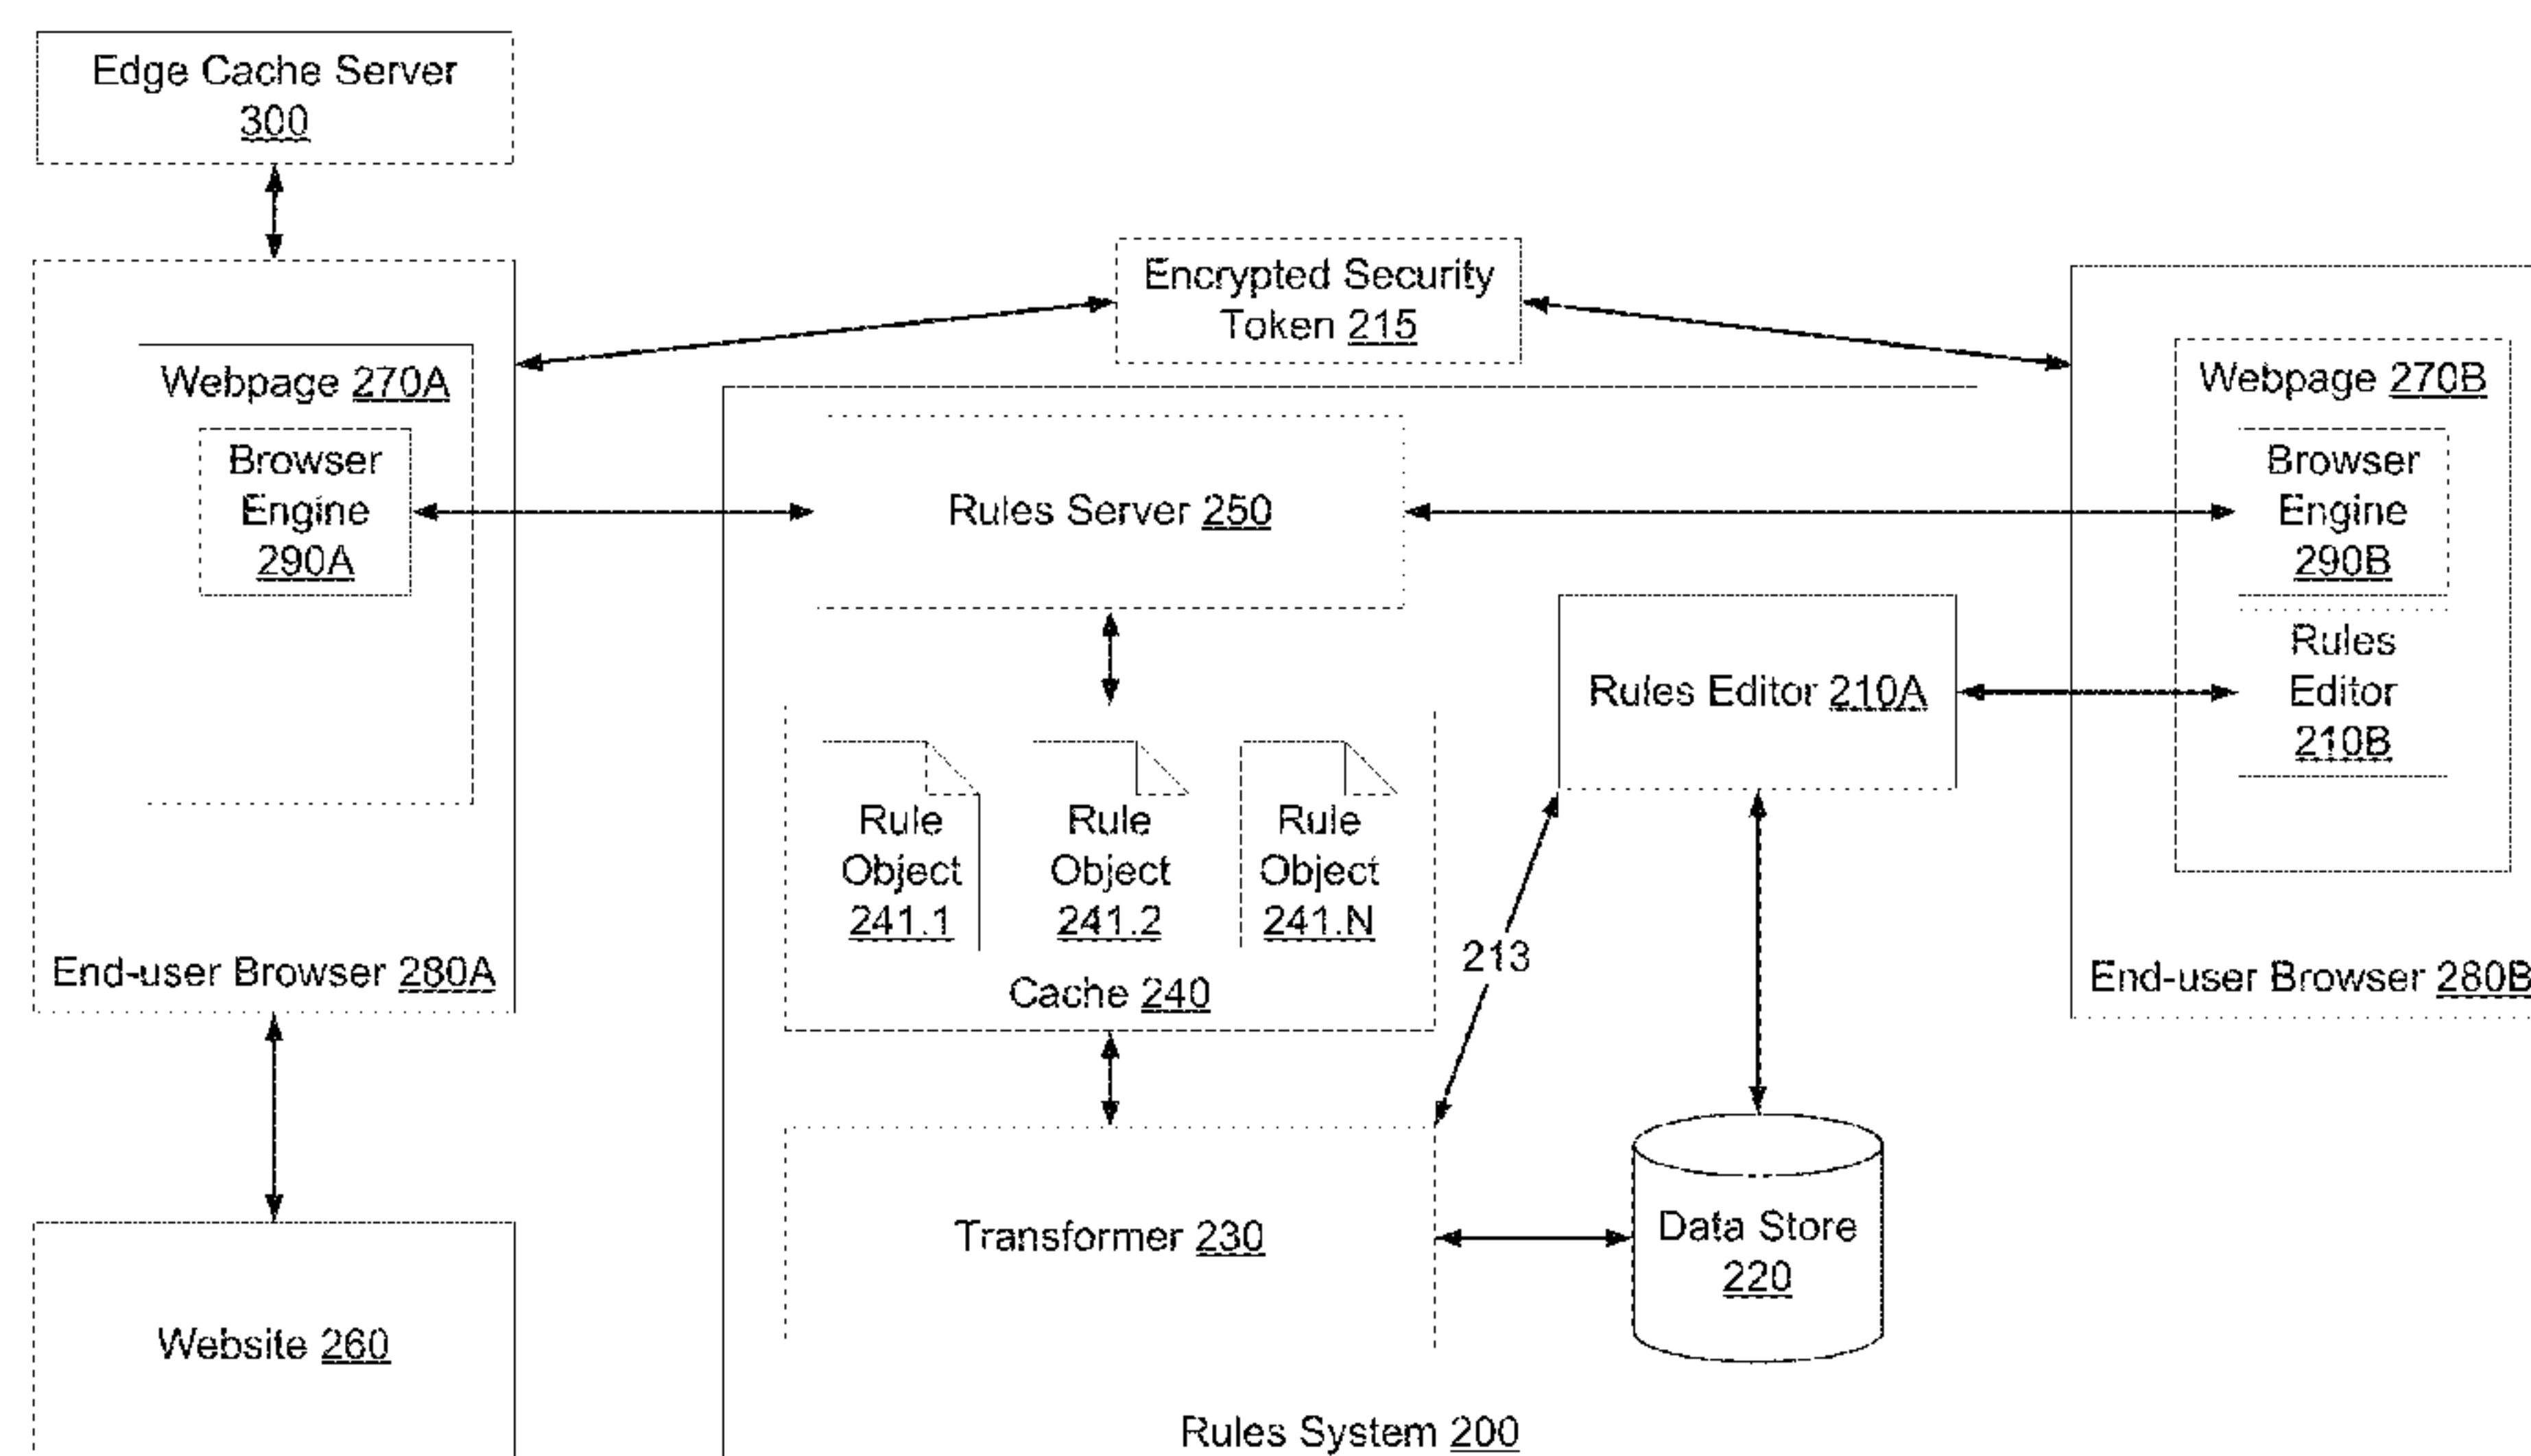 Edge Cache Server
300
Encrypted Security
Token 215
Webpage 270A
Browser
Engine
290A
End-user Browser 280A
Website 260
Rules Server 250
Rule
Object
241.1
Rule
Object
241.2
Rule
Object
241.N
Cache 240
Transformer 230
Rules Editor 210A
213
Data Store
220
Rules System 200
Webpage 270B
Browser
Engine
290B
Rules
Editor
210B
End-user Browser 280B